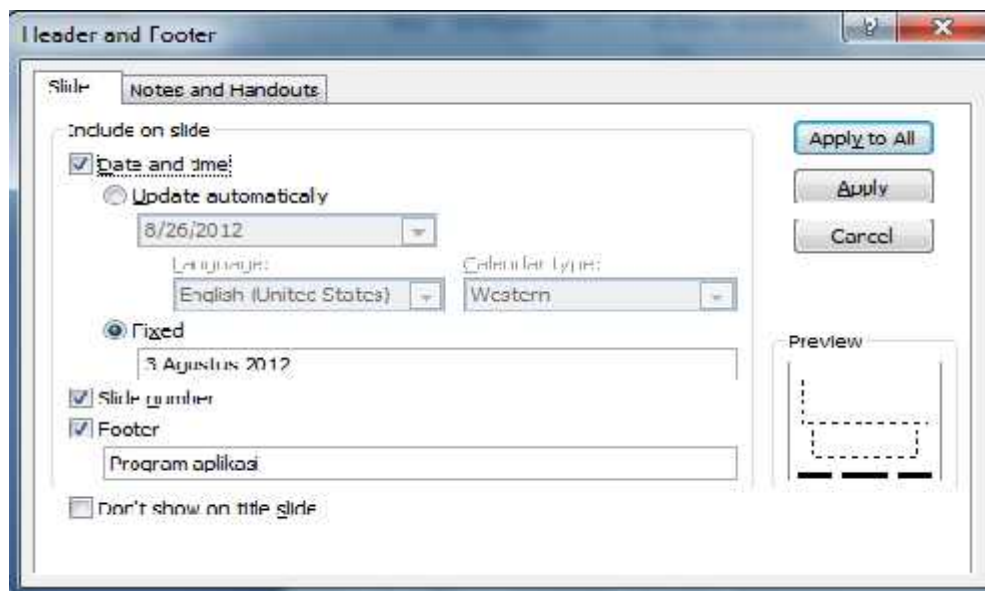 Header and Footer
Slide
Notes and Handouts
Include on slide
Date and time
Update automatically
8/26/2012
Language:
Calendar type:
English (United States)
Western
Fixed
3 Agustus 2012
Slide number
Footer
Program aplikasi
Don't show on title slide
Apply to All
Apply
Cancel
Preview